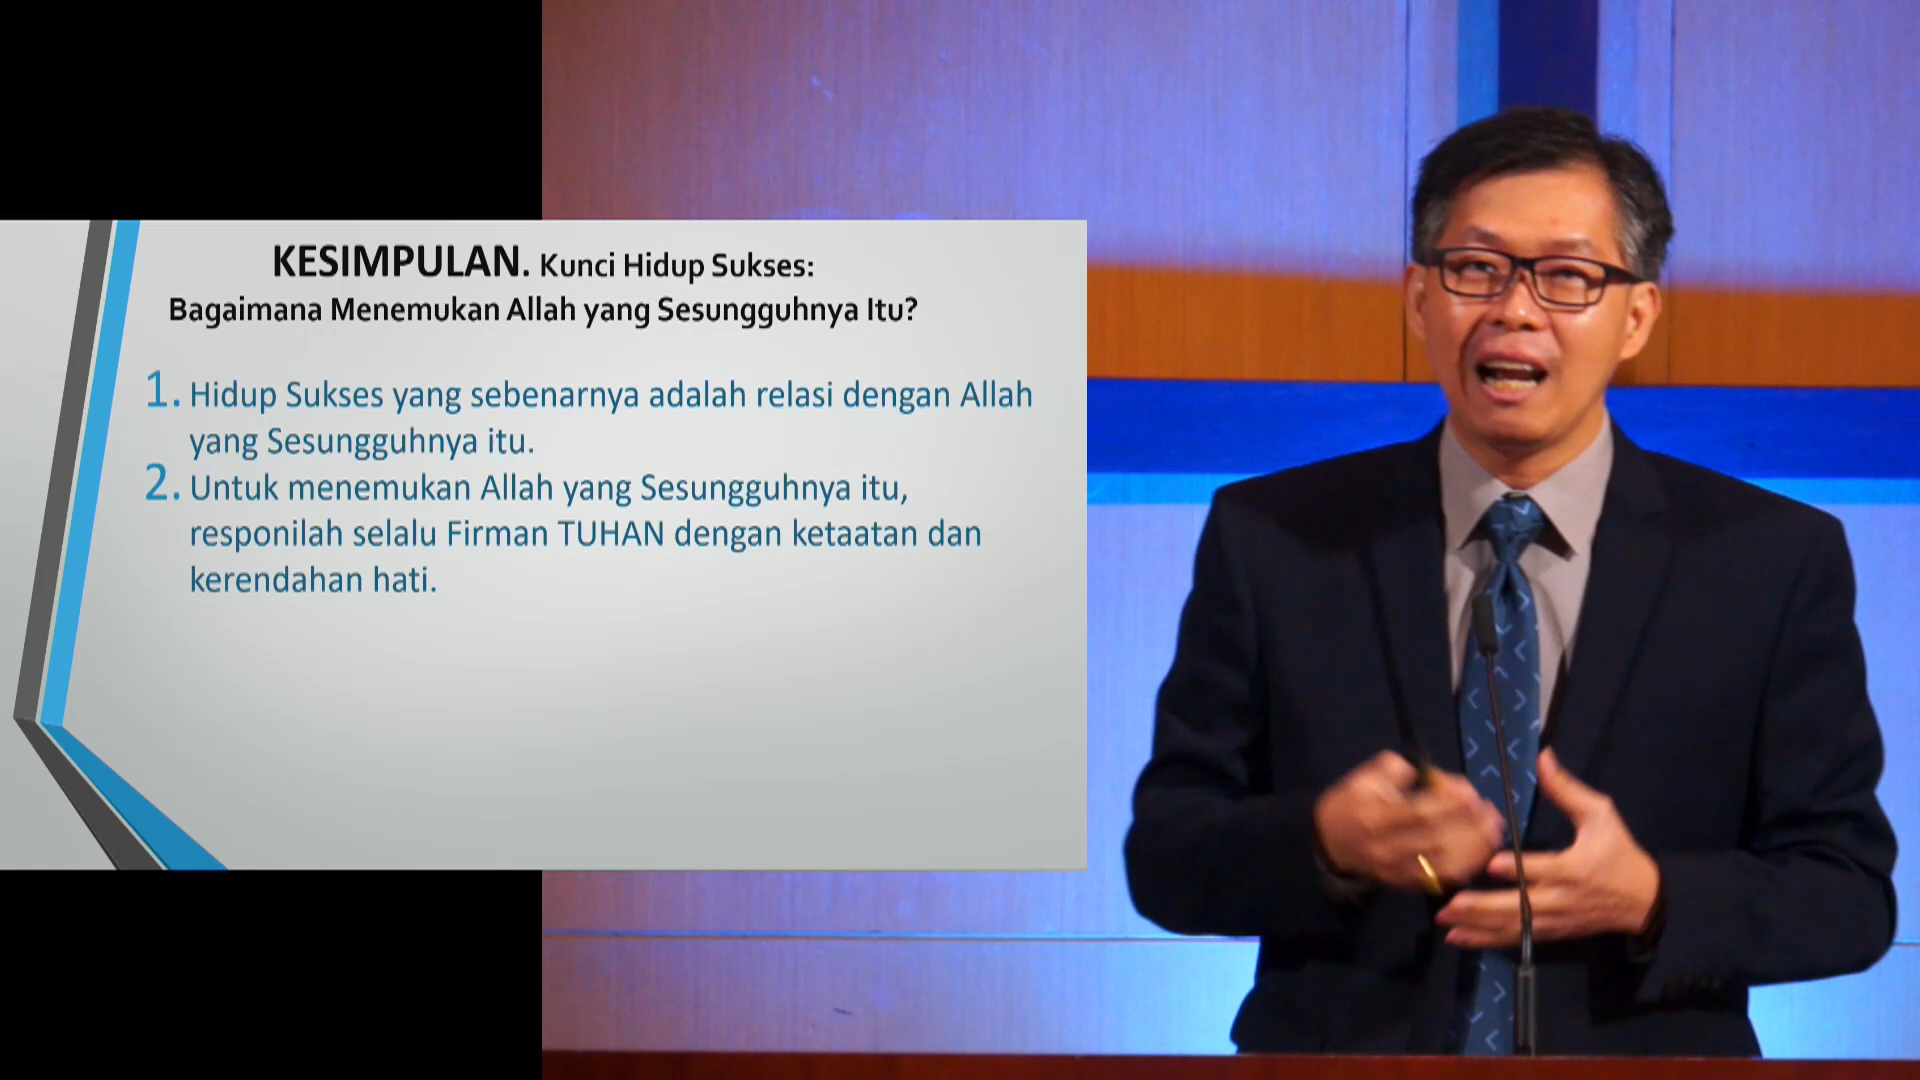 KESIMPULAN. Kunci Hidup Sukses:
Bagaimana Menemukan Allah yang Sesungguhnya Itu?
1. Hidup Sukses yang sebenarnya adalah relasi dengan Allah
yang Sesungguhnya itu.
2. Untuk menemukan Allah yang Sesungguhnya itu,
responilah selalu Firman TUHAN dengan ketaatan dan
kerendahan hati.